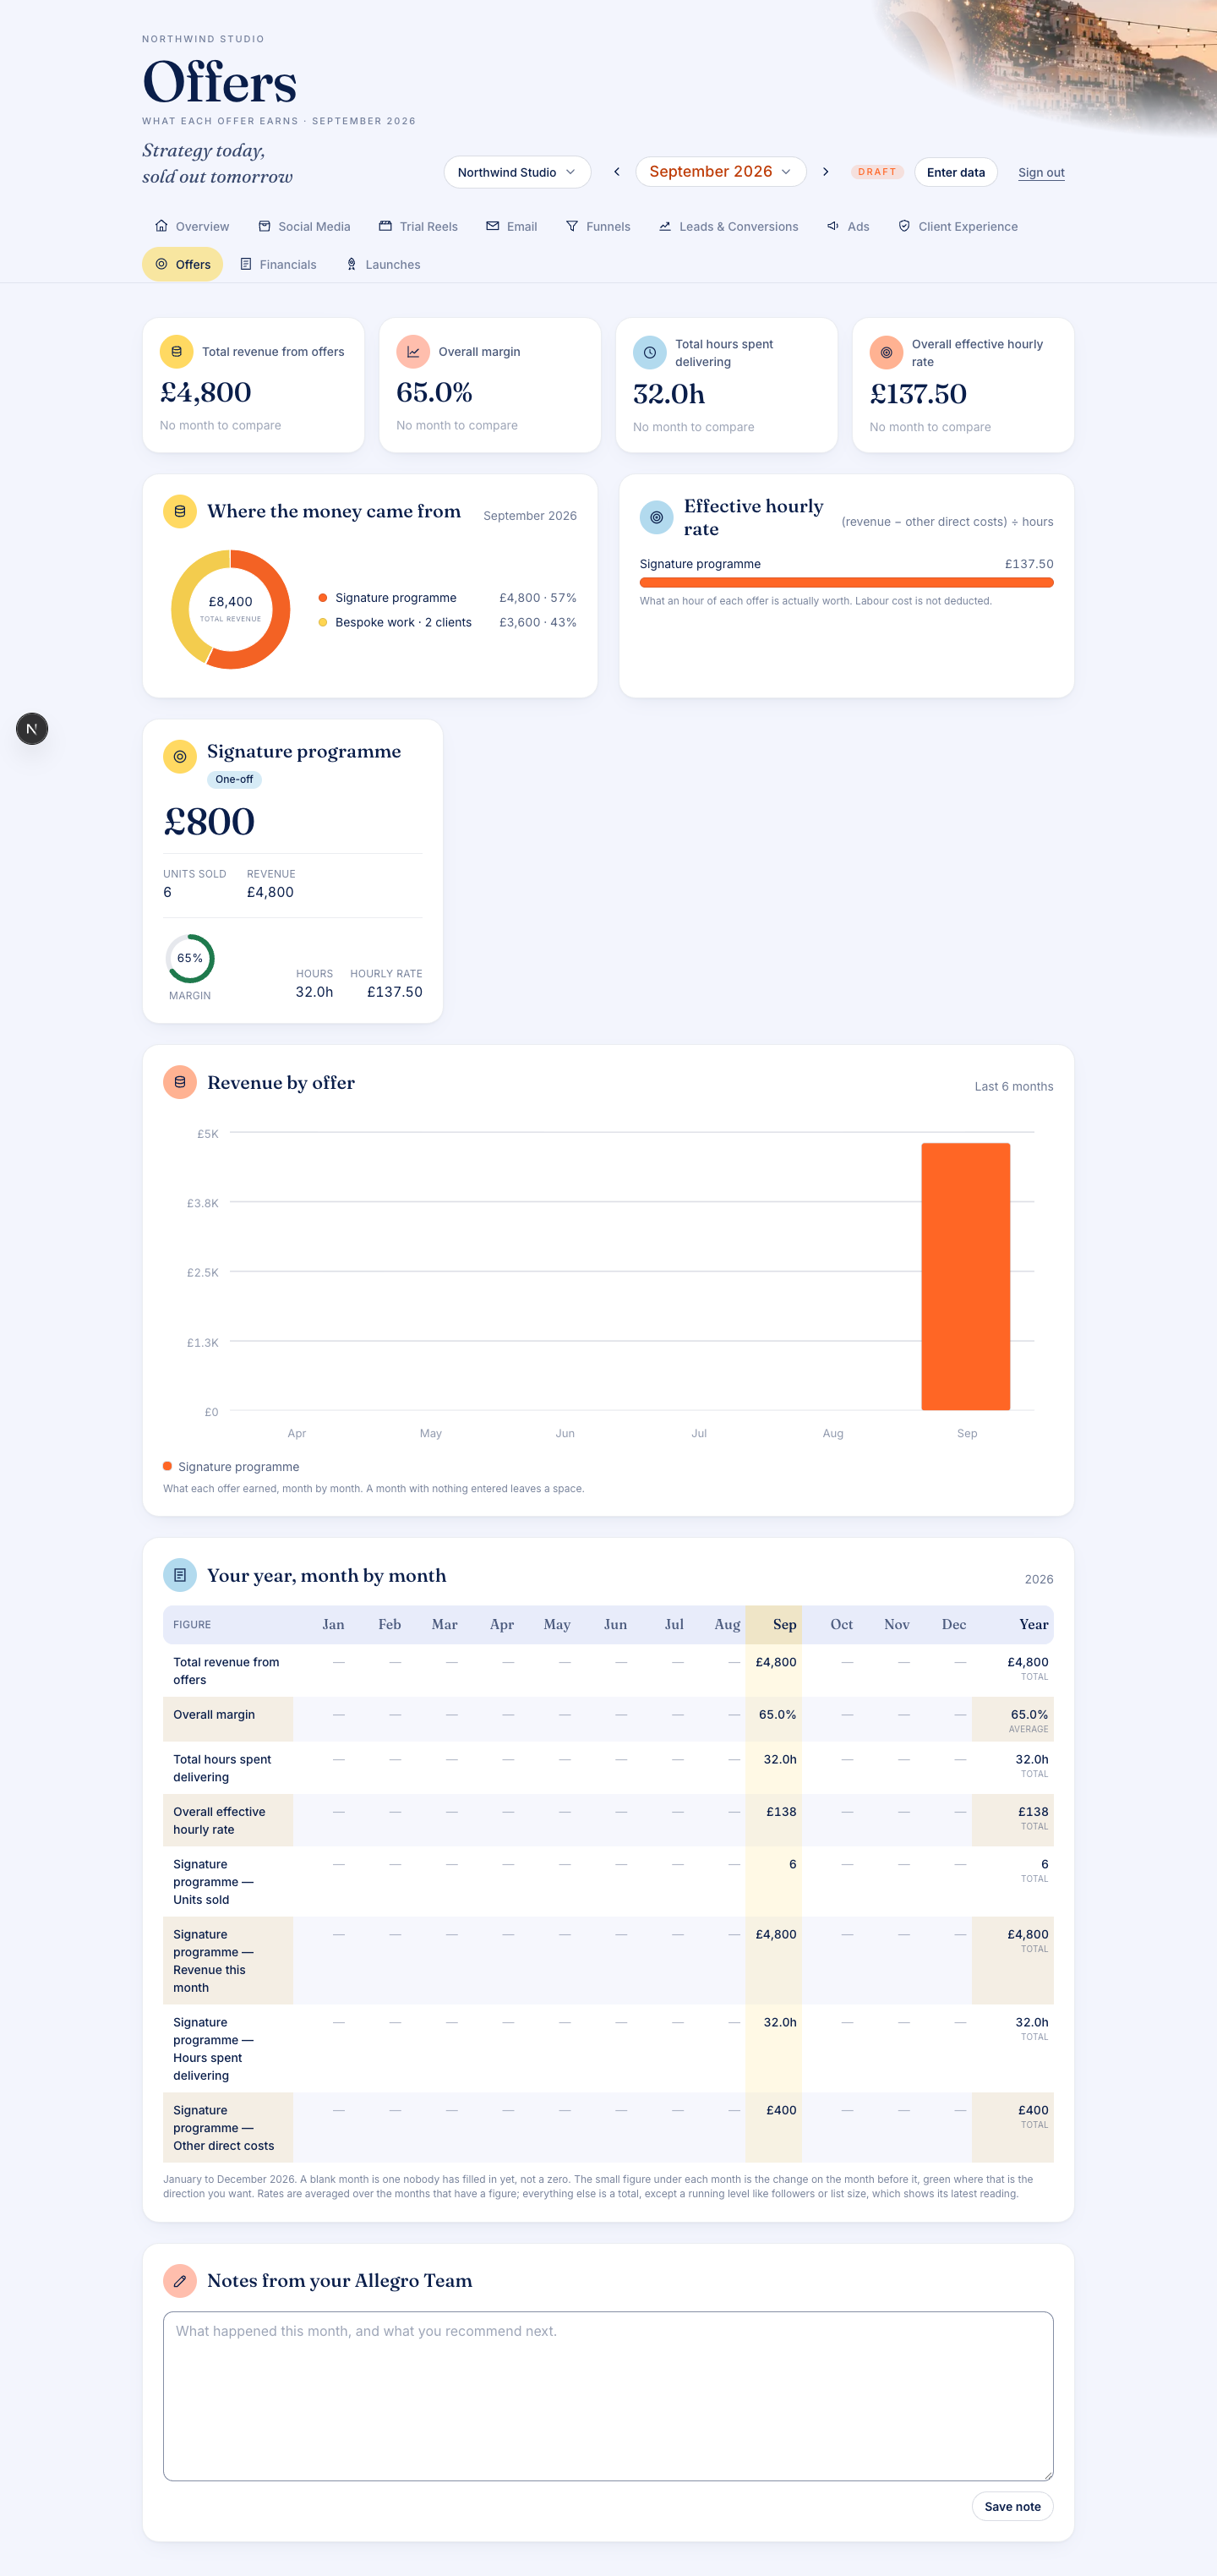 NORTHWIND STUDIO
Offers
WHAT EACH OFFER EARNS · SEPTEMBER 2026
Strategy today,
sold out tomorrow
Northwind Studio
September 2026
DRAFT
Enter data
Sign out
Overview
Social Media
Trial Reels
Email
Funnels
Leads & Conversions
Ads
Client Experience
Offers
Financials
Launches
Total revenue from offers
£4,800
No month to compare
Overall margin
65.0%
No month to compare
Total hours spent
delivering
32.0h
No month to compare
Overall effective hourly
rate
£137.50
No month to compare
Where the money came from
September 2026
£8,400
TOTAL REVENUE
Signature programme £4,800 · 57%
Bespoke work · 2 clients £3,600 · 43%
Effective hourly
rate
(revenue − other direct costs) ÷ hours
Signature programme £137.50
What an hour of each offer is actually worth. Labour cost is not deducted.
N
Signature programme
One-off
£800
UNITS SOLD REVENUE
6 £4,800
65%
MARGIN
HOURS HOURLY RATE
32.0h £137.50
Revenue by offer
Last 6 months
£5K
£3.8K
£2.5K
£1.3K
£0
Apr May Jun Jul Aug Sep
Signature programme
What each offer earned, month by month. A month with nothing entered leaves a space.
Your year, month by month
2026
FIGURE Jan Feb Mar Apr May Jun Jul Aug Sep Oct Nov Dec Year
Total revenue from — — — — — — — — £4,800 — — — £4,800
offers TOTAL
Overall margin — — — — — — — — 65.0% — — — 65.0%
AVERAGE
Total hours spent — — — — — — — — 32.0h — — — 32.0h
delivering TOTAL
Overall effective — — — — — — — — £138 — — — £138
hourly rate TOTAL
Signature — — — — — — — — 6 — — — 6
programme — TOTAL
Units sold
Signature — — — — — — — — £4,800 — — — £4,800
programme — TOTAL
Revenue this
month
Signature — — — — — — — — 32.0h — — — 32.0h
programme — TOTAL
Hours spent
delivering
Signature — — — — — — — — £400 — — — £400
programme — TOTAL
Other direct costs
January to December 2026. A blank month is one nobody has filled in yet, not a zero. The small figure under each month is the change on the month before it, green where that is the
direction you want. Rates are averaged over the months that have a figure; everything else is a total, except a running level like followers or list size, which shows its latest reading.
Notes from your Allegro Team
What happened this month, and what you recommend next.
Save note